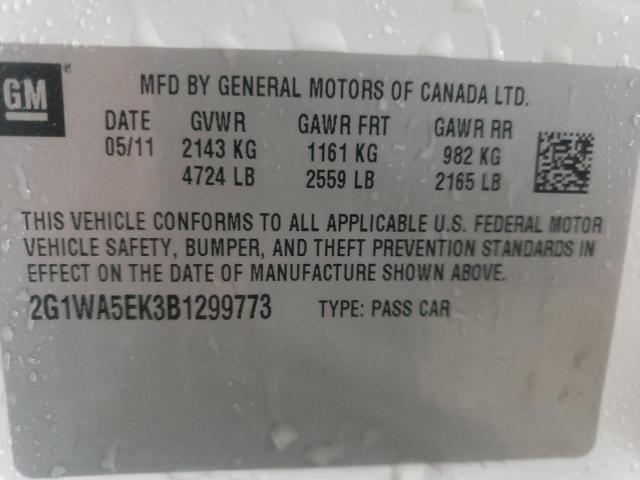 GM®
MFD BY GENERAL MOTORS OF CANADA LTD.
DATE GVWR GAWR FRT GAWR RR
05/11 2143 KG 1161 KG 982 KG
4724 LB 2559 LB 2165 LB
THIS VEHICLE CONFORMS TO ALL APPLICABLE U.S. FEDERAL MOTOR
VEHICLE SAFETY, BUMPER, AND THEFT PREVENTION STANDARDS IN
EFFECT ON THE DATE OF MANUFACTURE SHOWN ABOVE.
2G1WA5EK3B1299773 TYPE: PASS CAR